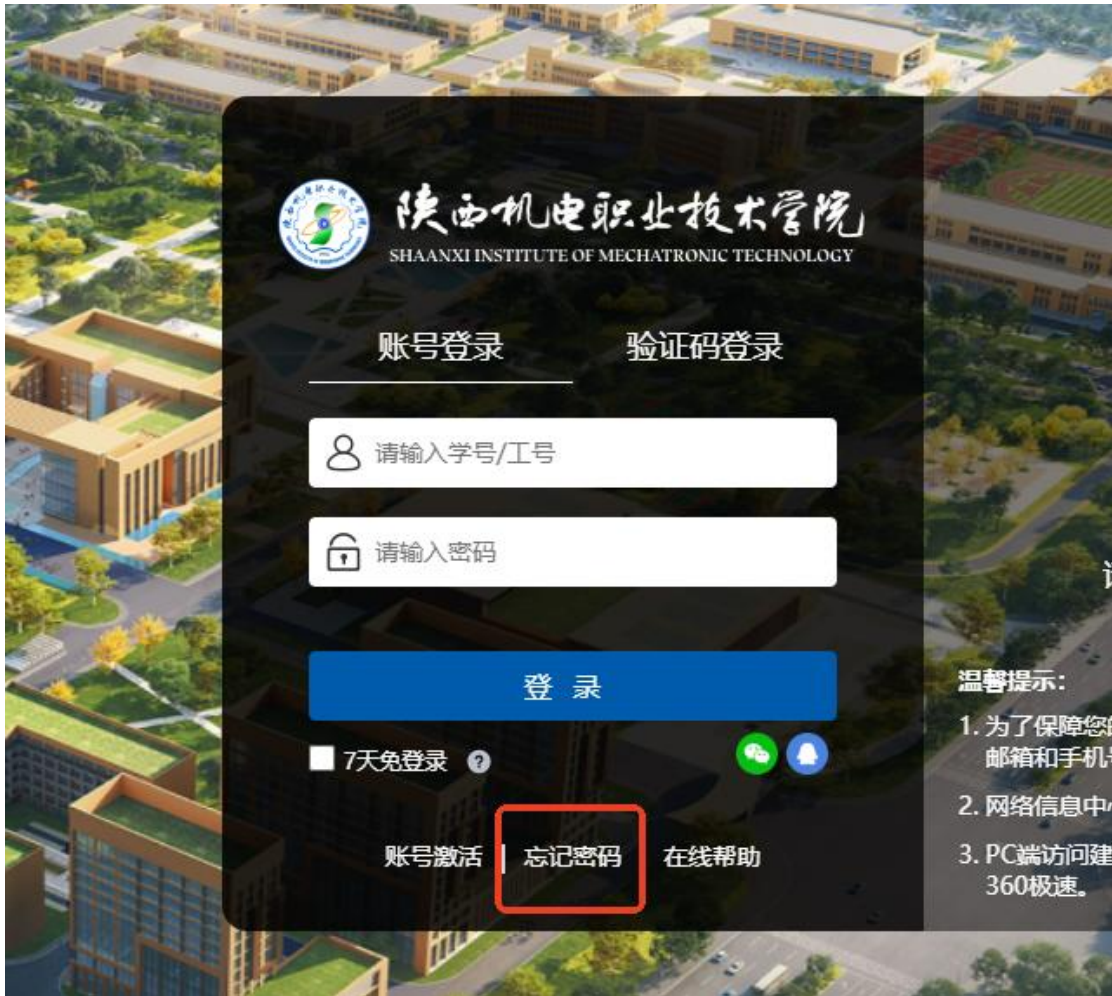 陕西机电职业技术学院
SHAANXI INSTITUTE OF MECHATRONIC TECHNOLOGY
账号登录 验证码登录
请输入学号/工号
请输入密码
登 录
7天免登录 ?
账号激活 | 忘记密码 在线帮助
温馨提示：
1. 为了保障您
邮箱和手机
2. 网络信息中
3. PC端访问建
360极速。